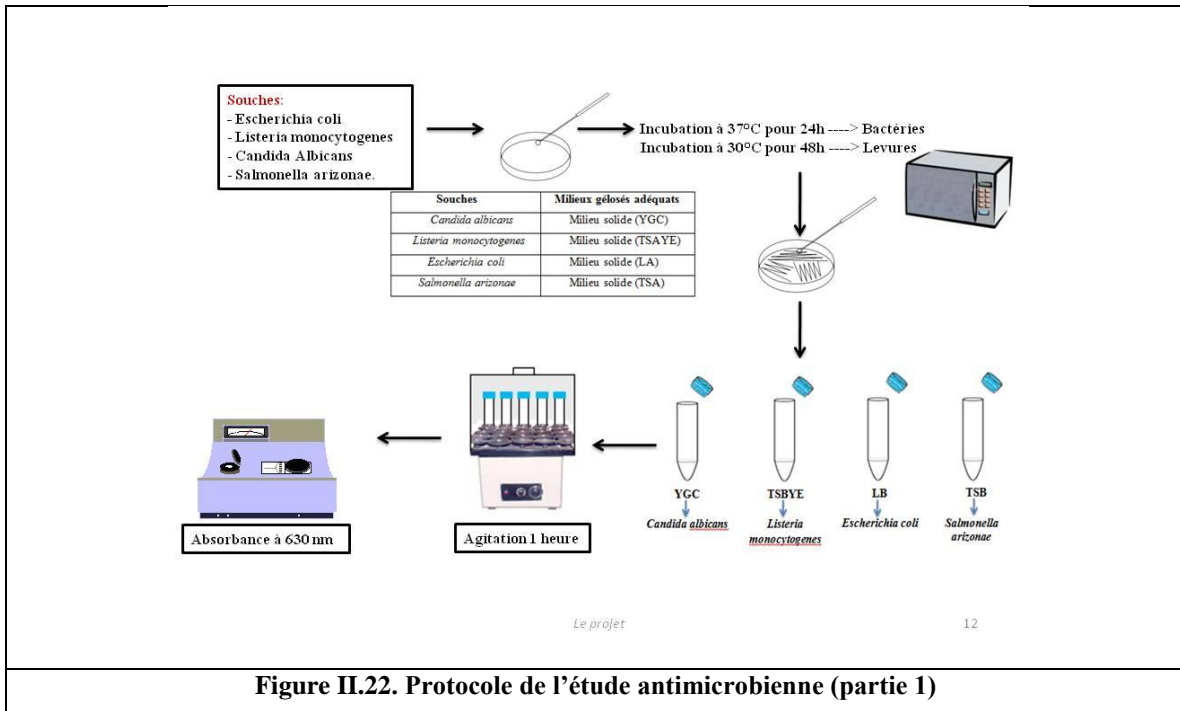 Souches:
- Escherichia coli
- Listeria monocytogenes
- Candida Albicans
- Salmonella arizonae.
Incubation à 37°C pour 24h ----> Bactéries
Incubation à 30°C pour 48h ----> Levures
Souches Milieux gélosés adéquats
Candida albicans Milieu solide (YGC)
Listeria monocytogenes Milieu solide (TSAYE)
Escherichia coli Milieu solide (LA)
Salmonella arizonae Milieu solide (TSA)
YGC
Candida albicans
TSBYE
Listeria
monocytogenes
LB
Escherichia coli
TSB
Salmonella
arizonae
Agitation 1 heure
Absorbance à 630 nm
Le projet
12
Figure II.22. Protocole de l’étude antimicrobienne (partie 1)